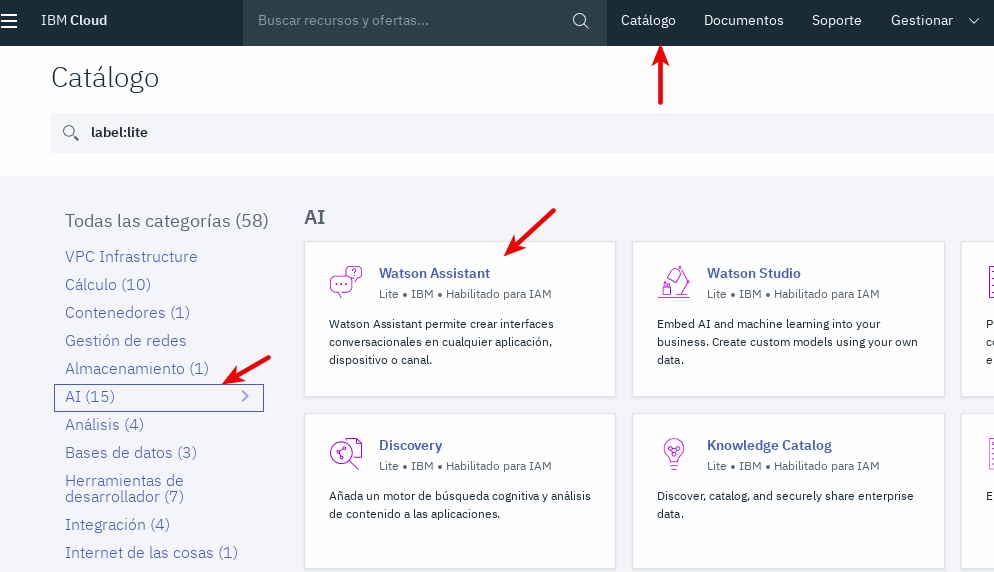 IBM Cloud
Buscar recursos y ofertas...
Catálogo
Documentos
Soporte
Gestionar
Catálogo
label:lite
Todas las categorías (58)
VPC Infrastructure
Cálculo (10)
Contenedores (1)
Gestión de redes
Almacenamiento (1)
AI (15)
Análisis (4)
Bases de datos (3)
Herramientas de
desarrollador (7)
Integración (4)
Internet de las cosas (1)
AI
Watson Assistant
Lite • IBM • Habilitado para IAM
Watson Assistant permite crear interfaces
conversacionales en cualquier aplicación,
dispositivo o canal.
Watson Studio
Lite • IBM • Habilitado para IAM
Embed AI and machine learning into your
business. Create custom models using your own
data.
Discovery
Lite • IBM • Habilitado para IAM
Añada un motor de búsqueda cognitiva y análisis
de contenido a las aplicaciones.
Knowledge Catalog
Lite • IBM • Habilitado para IAM
Discover, catalog, and securely share enterprise
data.